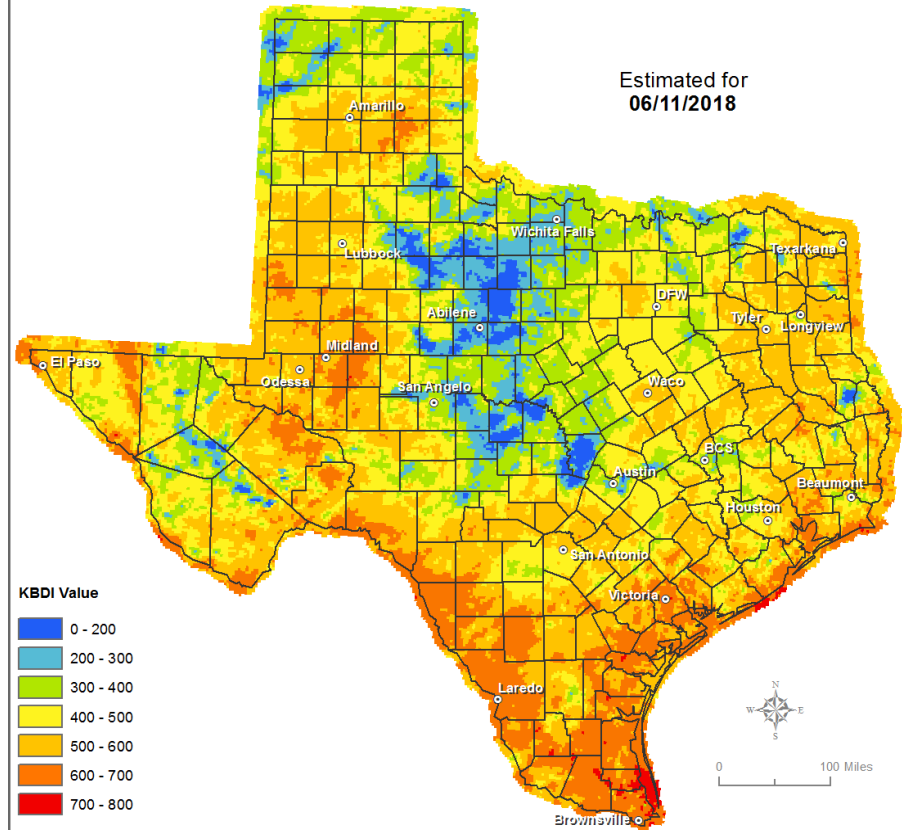 Estimated for
06/11/2018
Amarillo
Wichita Falls
Lubbock
Texarkana
DFW
Abilene
Tyler
Longview
Midland
El Paso
Odessa
San Angelo
Waco
BCS
Austin
Beaumont
Houston
San Antonio
Victoria
Laredo
Brownsville
KBDI Value
0 - 200
200 - 300
300 - 400
400 - 500
500 - 600
600 - 700
700 - 800
N
W
E
S
0
100 Miles